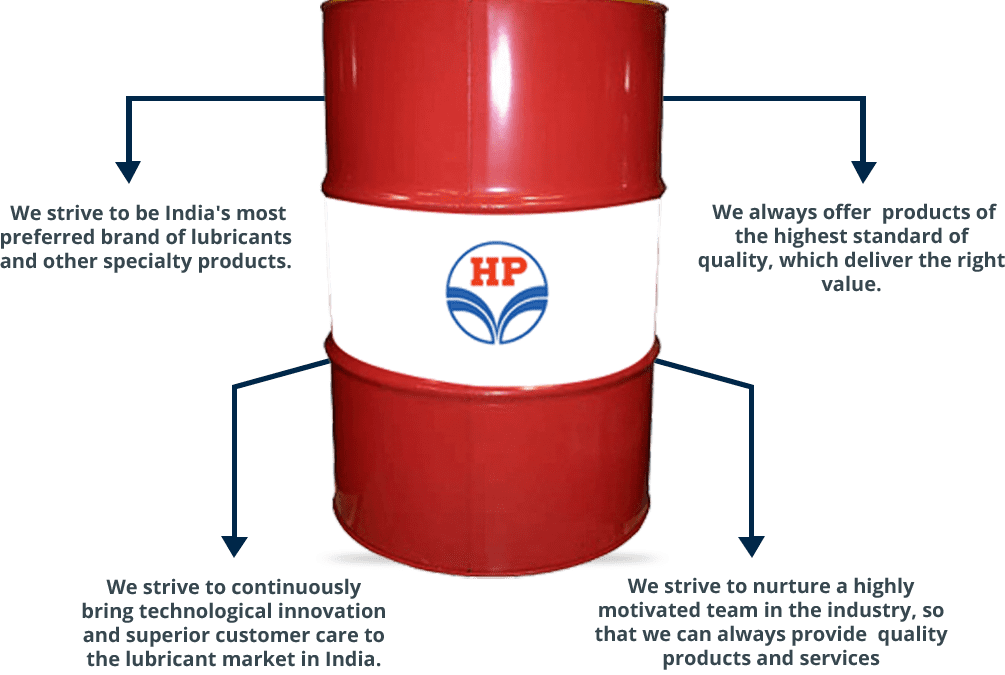 We strive to be India's most
preferred brand of lubricants
and other specialty products.
We always offer products of
the highest standard of
quality, which deliver the right
value.
HP
We strive to continuously
bring technological innovation
and superior customer care to
the lubricant market in India.
We strive to nurture a highly
motivated team in the industry, so
that we can always provide quality
products and services